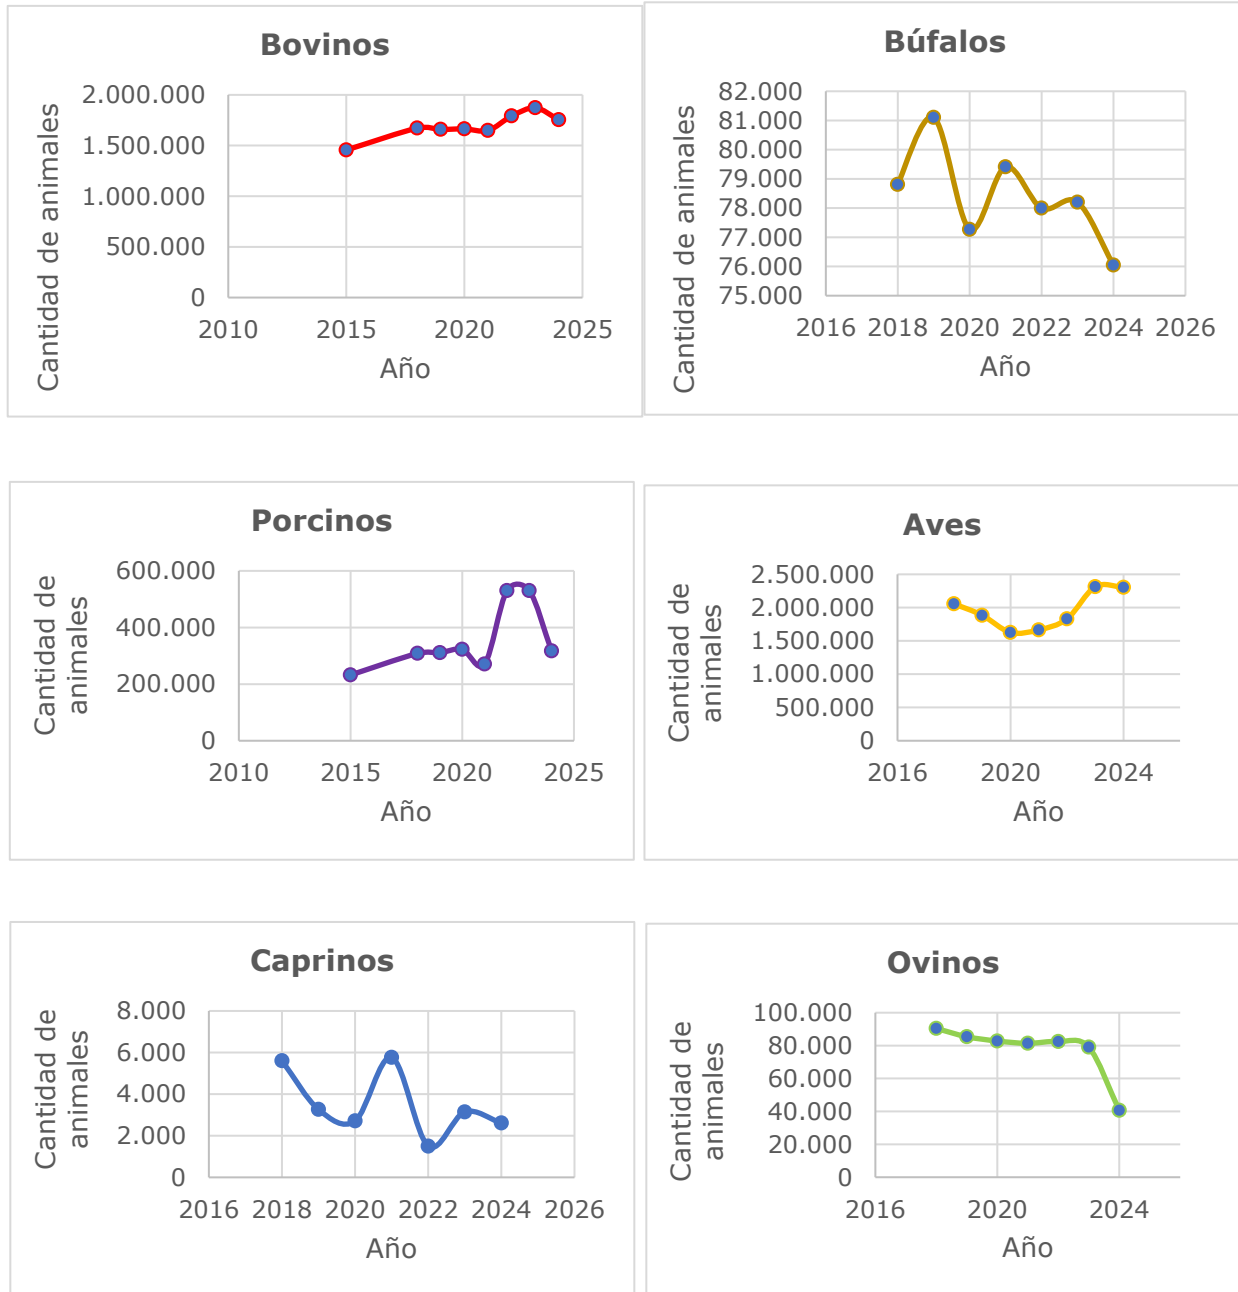 Bovinos
Cantidad de animales
2.000.000
1.500.000
1.000.000
500.000
0
2010 2015 2020 2025
Año
Búfalos
Cantidad de animales
82.000
81.000
80.000
79.000
78.000
77.000
76.000
75.000
2016 2018 2020 2022 2024 2026
Año
Porcinos
Cantidad de
animales
600.000
400.000
200.000
0
2010 2015 2020 2025
Año
Aves
Cantidad de
animales
2.500.000
2.000.000
1.500.000
1.000.000
500.000
0
2016 2020 2024
Año
Caprinos
Cantidad de
animales
8.000
6.000
4.000
2.000
0
2016 2018 2020 2022 2024 2026
Año
Ovinos
Cantidad de
animales
100.000
80.000
60.000
40.000
20.000
0
2016 2020 2024
Año